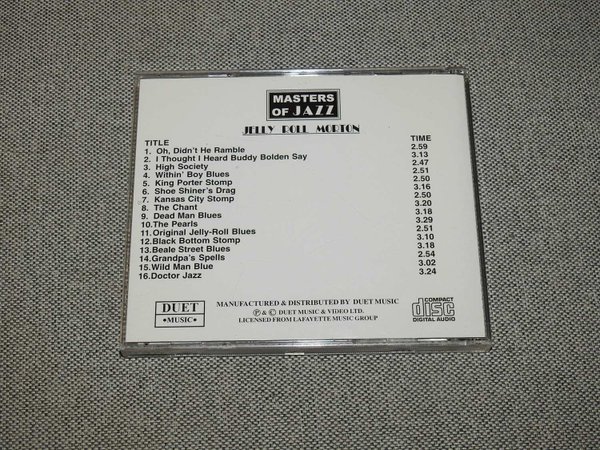 MASTERS
OF JAZZ
JELLY ROLL MORTON
TITLE TIME
1. Oh, Didn't He Ramble 2.59
2. I Thought I Heard Buddy Bolden Say 3.13
3. High Society 2.47
4. Within' Boy Blues 2.51
5. King Porter Stomp 2.50
6. Shoe Shiner's Drag 3.16
7. Kansas City Stomp 2.50
8. The Chant 3.20
9. Dead Man Blues 3.18
10.The Pearls 3.29
11.Original Jelly-Roll Blues 2.51
12.Black Bottom Stomp 3.10
13.Beale Street Blues 3.18
14.Grandpa's Spells 2.54
15.Wild Man Blue 3.02
16.Doctor Jazz 3.24
DUET
•MUSIC•
MANUFACTURED & DISTRIBUTED BY DUET MUSIC
℗ & © DUET MUSIC & VIDEO LTD.
LICENSED FROM LAFAYETTE MUSIC GROUP
COMPACT
disc
DIGITAL AUDIO